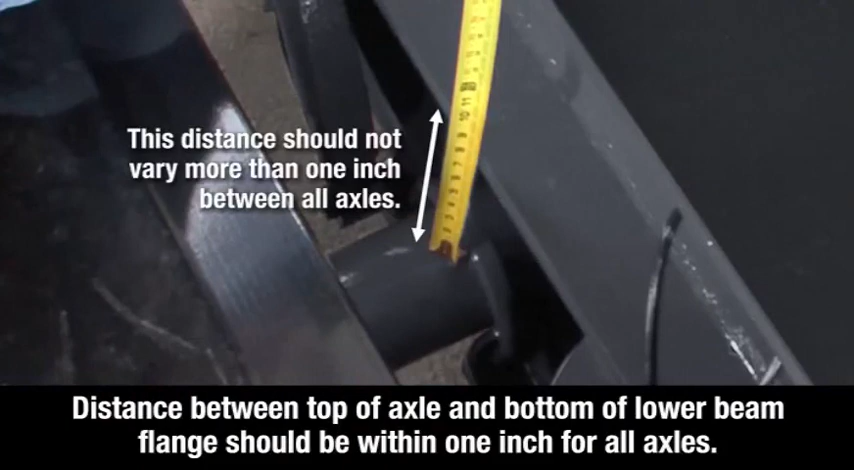 This distance should not
vary more than one inch
between all axles.
Distance between top of axle and bottom of lower beam
flange should be within one inch for all axles.